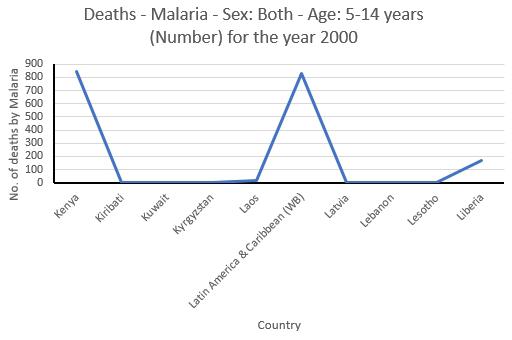 Deaths - Malaria - Sex: Both - Age: 5-14 years
(Number) for the year 2000
No. of deaths by Malaria
900
800
700
600
500
400
300
200
100
0
Kenya
Kiribati
Kuwait
Kyrgyzstan
Laos
Latin America & Caribbean (WB)
Latvia
Lebanon
Lesotho
Liberia
Country